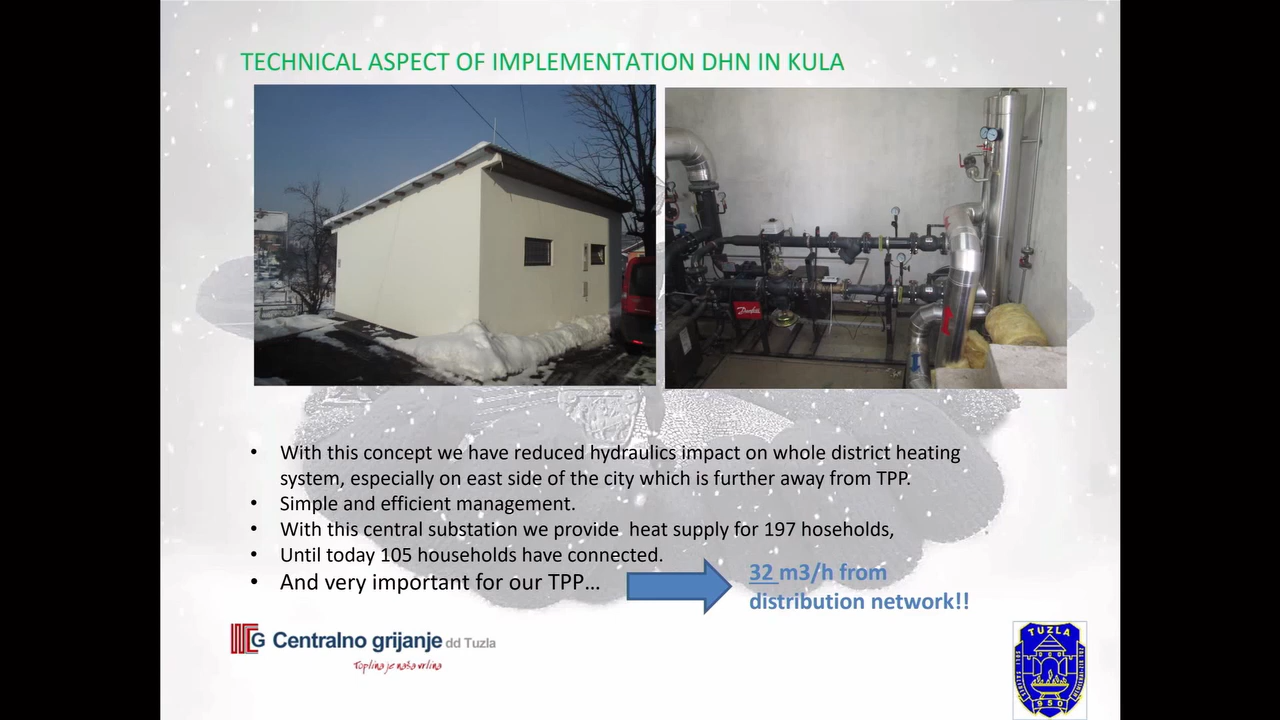 TECHNICAL ASPECT OF IMPLEMENTATION DHN IN KULA
Danfoss
• With this concept we have reduced hydraulics impact on whole district heating
system, especially on east side of the city which is further away from TPP.
• Simple and efficient management.
• With this central substation we provide heat supply for 197 hoseholds,
• Until today 105 households have connected.
• And very important for our TPP…
32 m3/h from
distribution network!!
CG Centralno grijanje dd Tuzla
Toplina je naša vrlina
TUZLA
950